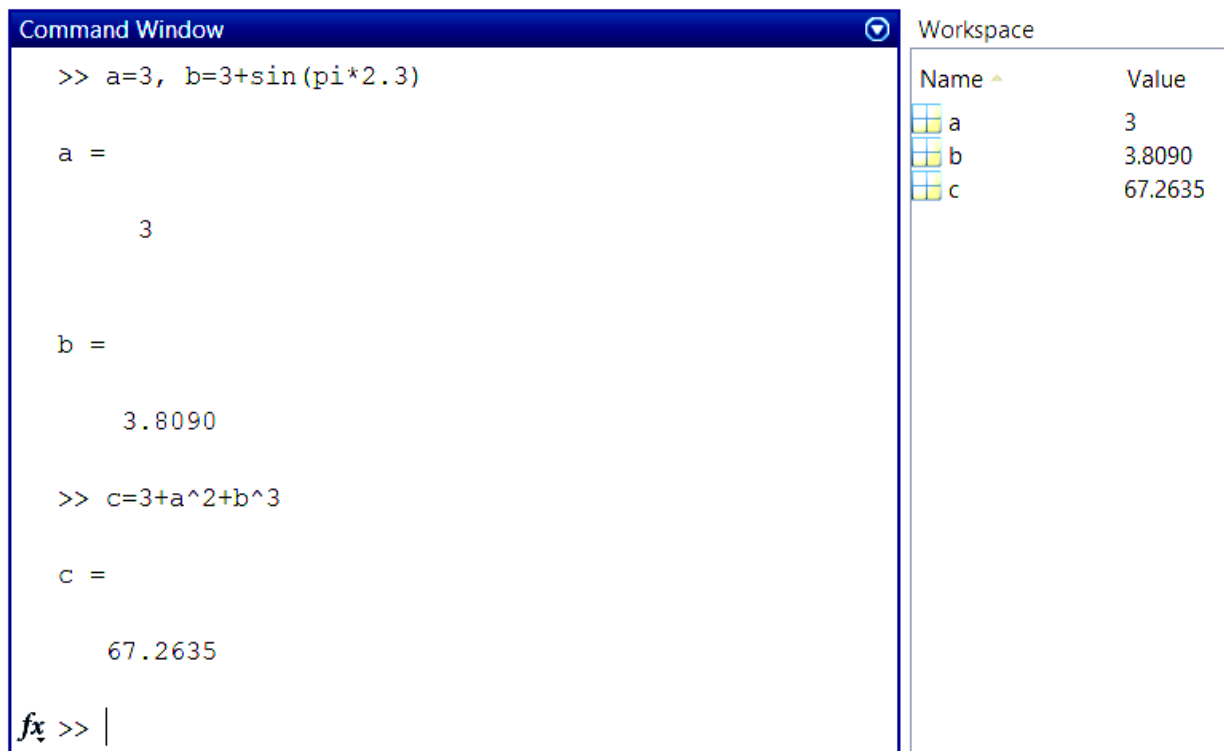 Command Window
>> a=3, b=3+sin(pi*2.3)
a =
3
b =
3.8090
>> c=3+a^2+b^3
c =
67.2635
fx >>
Workspace
Name Value
a 3
b 3.8090
c 67.2635